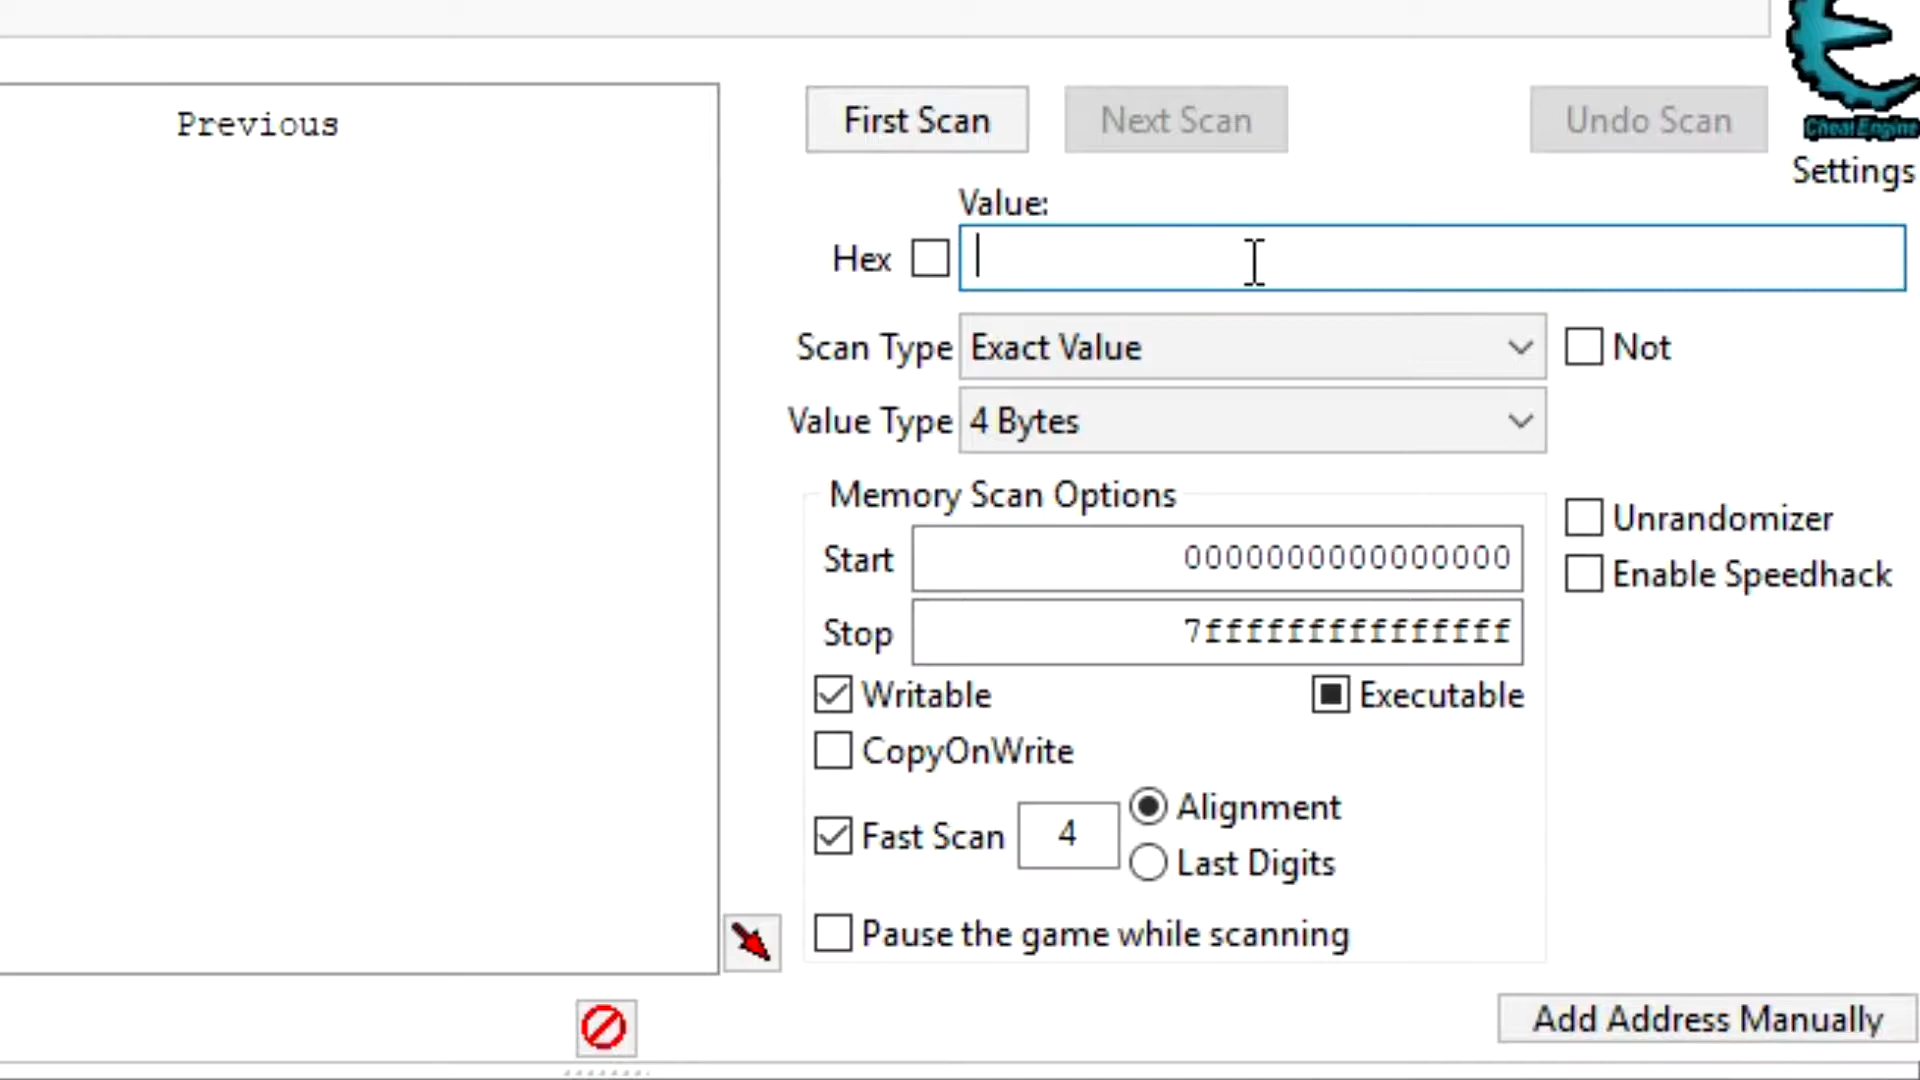 Previous
First Scan
Next Scan
Undo Scan
Cheat Engine
Settings
Value:
Hex
Scan Type Exact Value
Not
Value Type 4 Bytes
Memory Scan Options
Start 0000000000000000
Stop 7fffffffffffffff
Unrandomizer
Enable Speedhack
Writable
Executable
CopyOnWrite
Fast Scan 4
Alignment
Last Digits
Pause the game while scanning
Add Address Manually